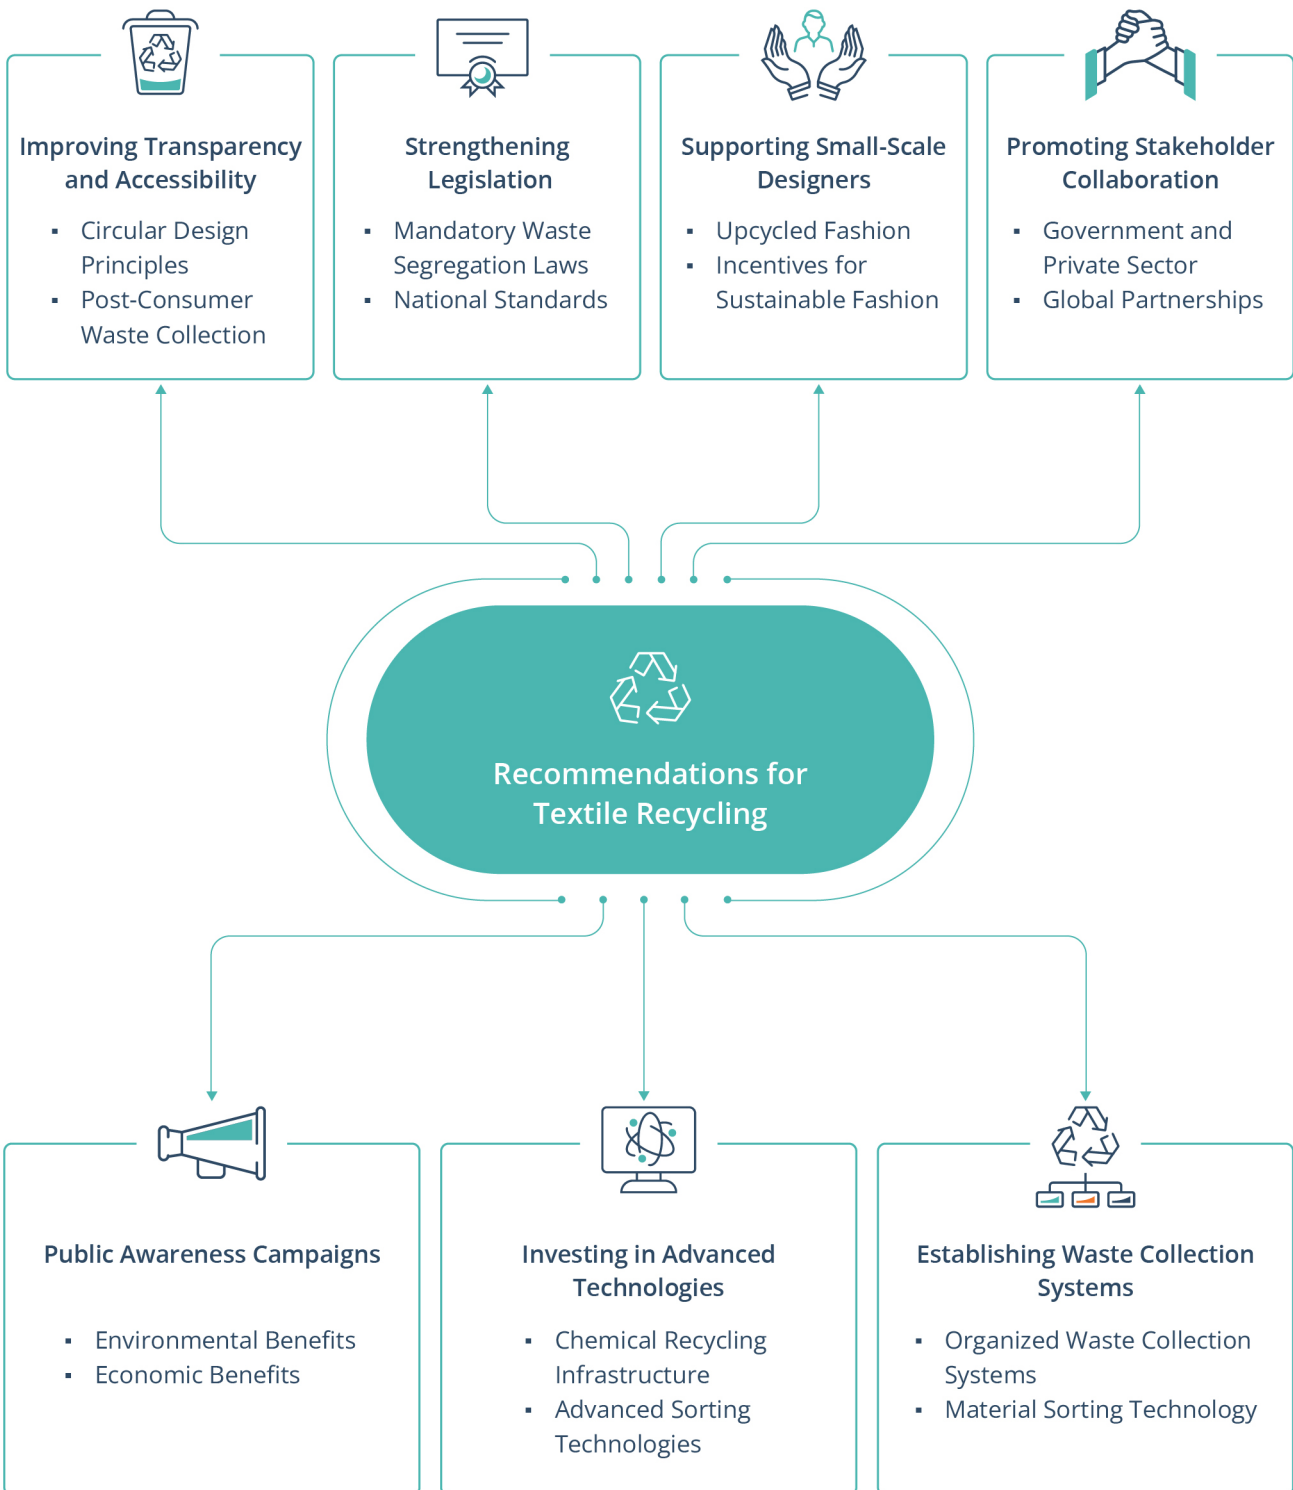 Improving Transparency
and Accessibility
▪ Circular Design
Principles
▪ Post-Consumer
Waste Collection
Strengthening
Legislation
▪ Mandatory Waste
Segregation Laws
▪ National Standards
Supporting Small-Scale
Designers
▪ Upcycled Fashion
▪ Incentives for
Sustainable Fashion
Promoting Stakeholder
Collaboration
▪ Government and
Private Sector
▪ Global Partnerships
Recommendations for
Textile Recycling
Public Awareness Campaigns
▪ Environmental Benefits
▪ Economic Benefits
Investing in Advanced
Technologies
▪ Chemical Recycling
Infrastructure
▪ Advanced Sorting
Technologies
Establishing Waste Collection
Systems
▪ Organized Waste Collection
Systems
▪ Material Sorting Technology